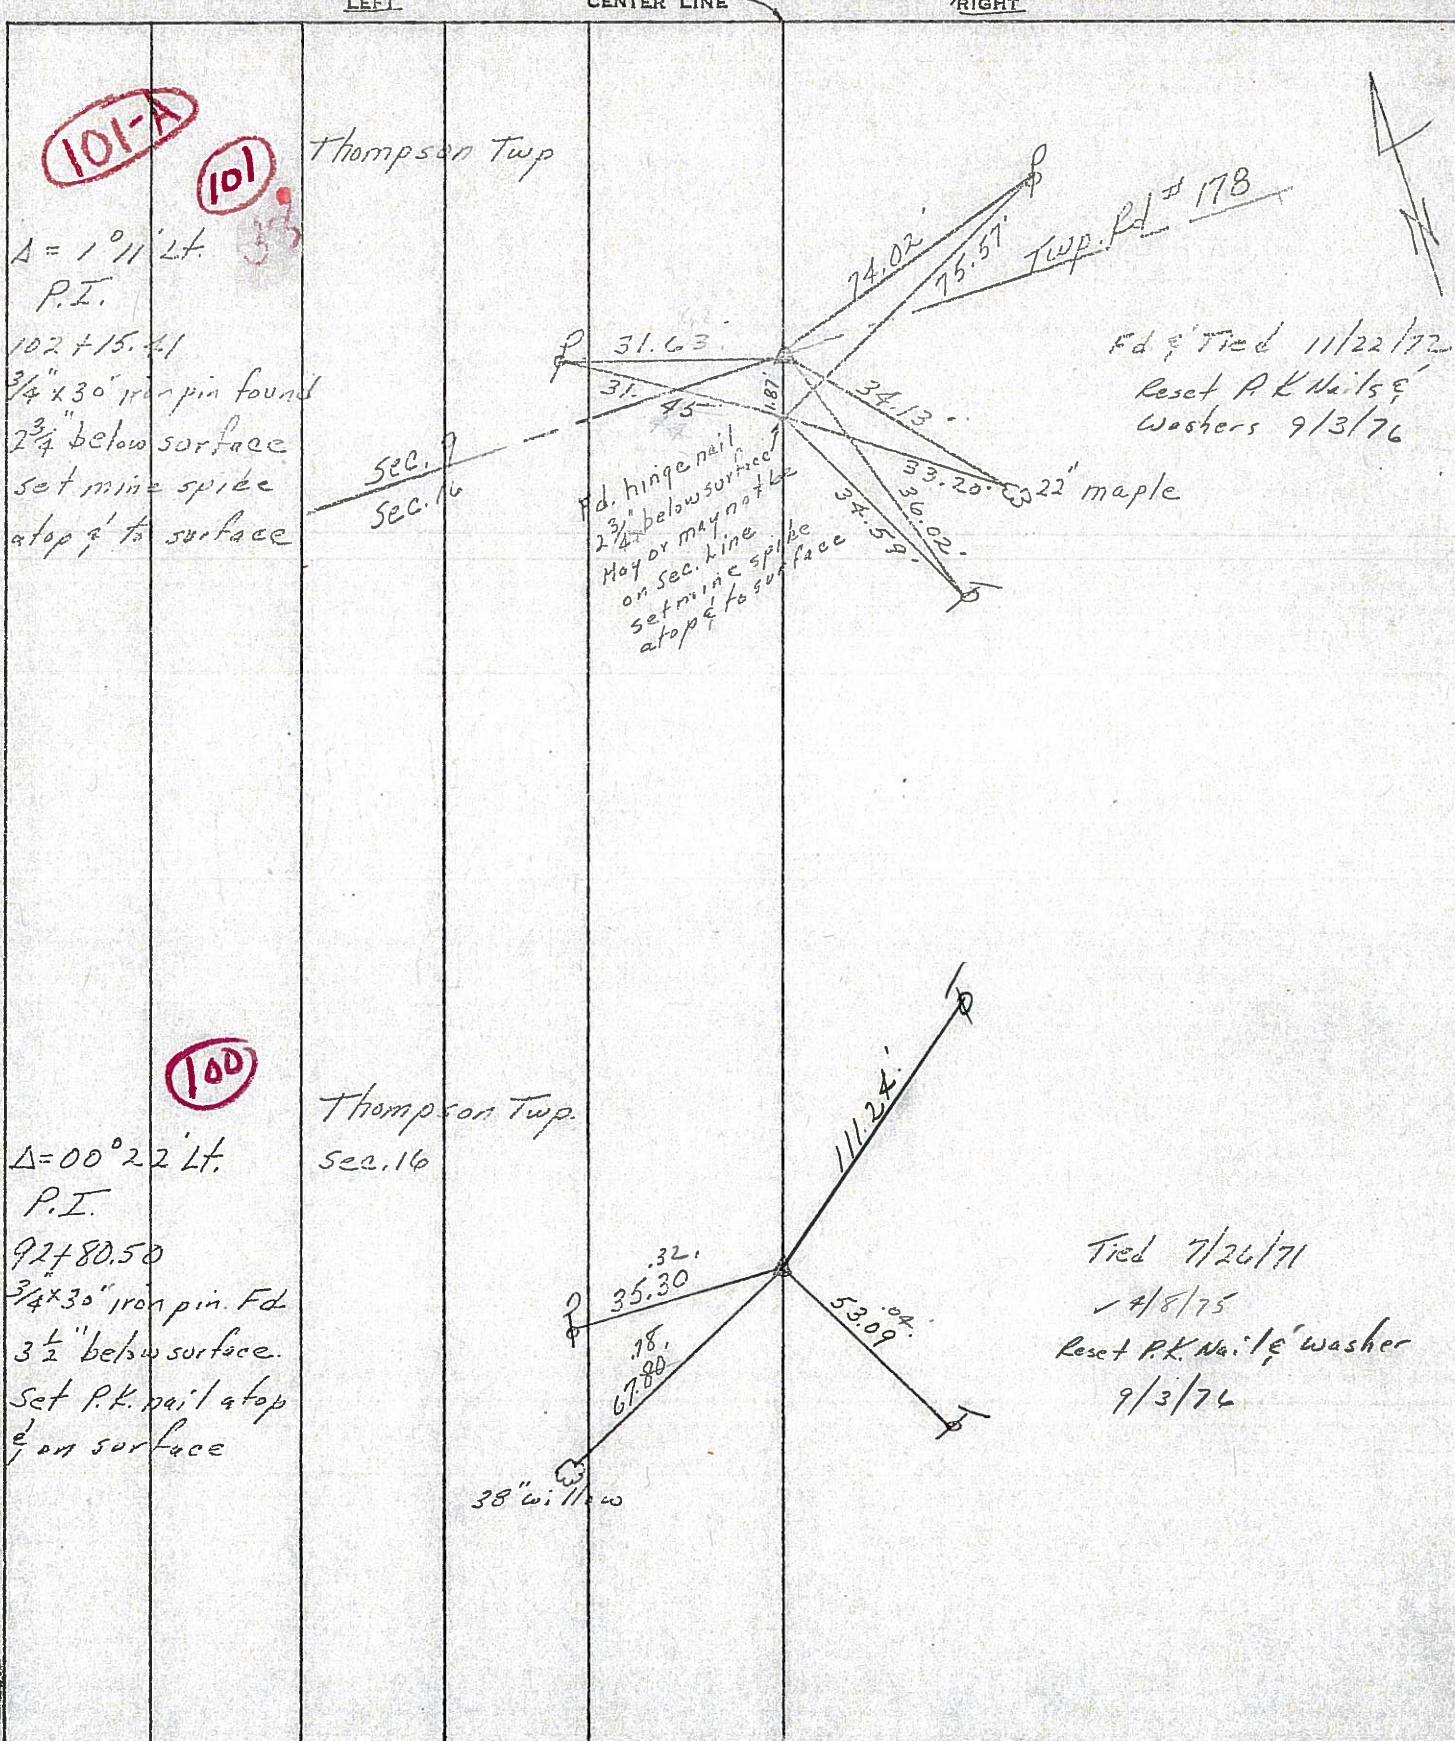 LEFT
CENTER LINE
RIGHT
101-A
101
Thompson Twp
Δ = 1°11' Lt.
P.I.
102+15.41
3/4" x 30" iron pin found
2 3/4" below surface
set mine spike
atop & to surface
74.02'
75.57'
Twp. Rd # 178
N
31.63
31.45
1.87'
34.13
33.20
36.02
34.59
22" maple
Sec. 9
Sec. 16
Fd. hinge nail
2 3/4" below surface
May or may not be
on Sec. Line
set mine spike
atop & to surface
Fd & Tied 11/22/72
Reset P.K Nails &
Washers 9/3/76
100
Thompson Twp.
Sec. 16
Δ=00°22' Lt.
P.I.
92+80.50
3/4" x 30" iron pin. Fd
3 1/2" below surface.
Set P.K. nail atop
& on surface
111.24'
.32
35.30
.78
67.80
.04
53.09
38" willow
Tied 7/26/71
✓ 4/8/75
Reset P.K. Nail & washer
9/3/76